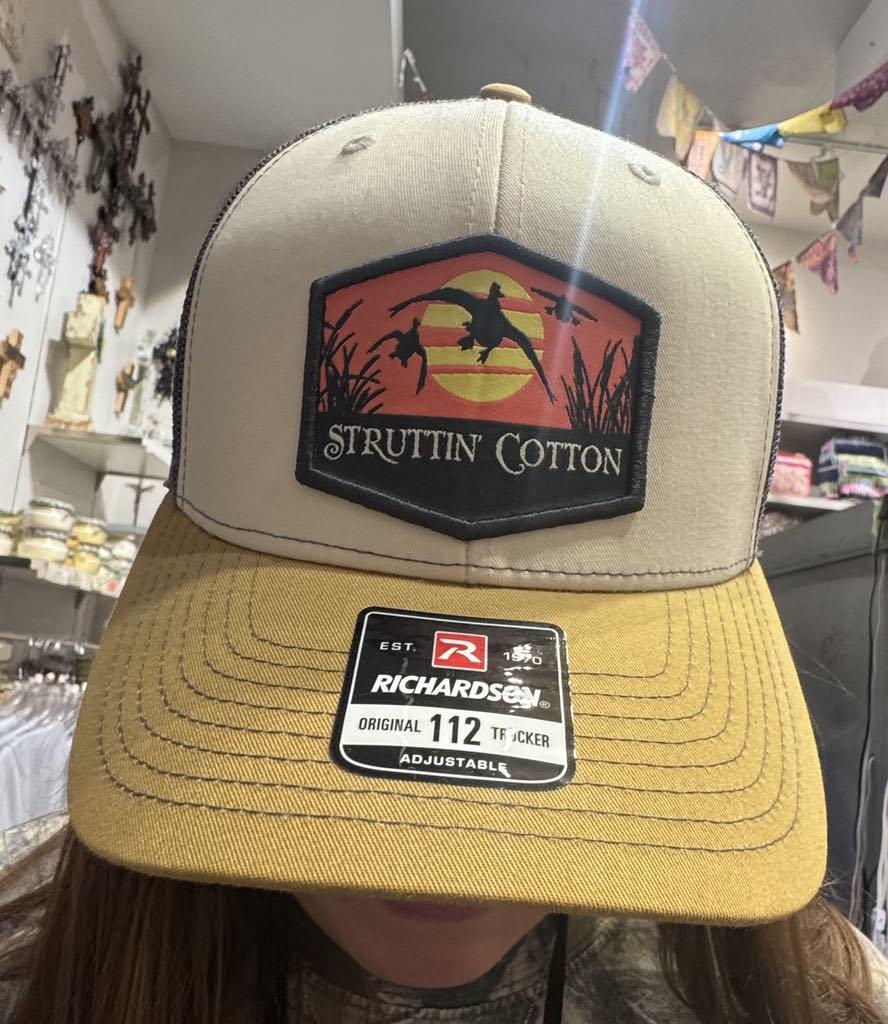 STRUTTIN' COTTON
EST. R 1970
RICHARDSON®
ORIGINAL 112 TRUCKER
ADJUSTABLE